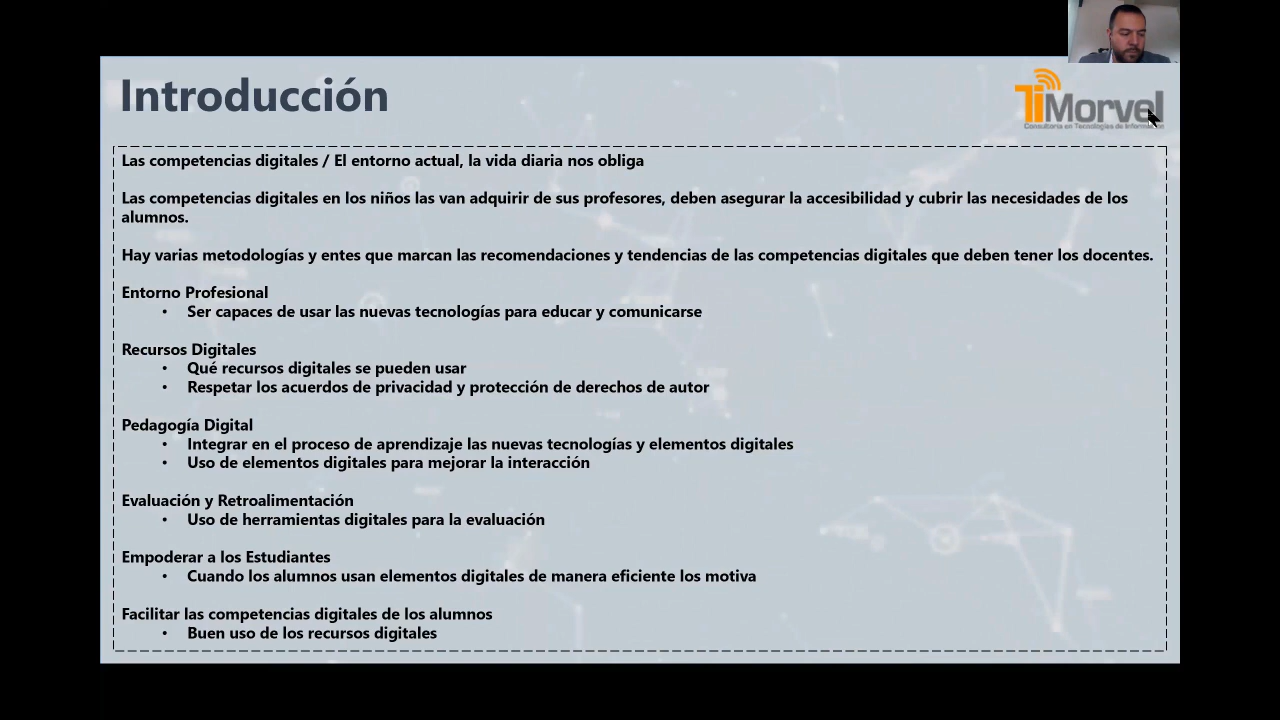 Introducción
TiMorvel
Consultoría en Tecnologías de Información
Las competencias digitales / El entorno actual, la vida diaria nos obliga
Las competencias digitales en los niños las van adquirir de sus profesores, deben asegurar la accesibilidad y cubrir las necesidades de los
alumnos.
Hay varias metodologías y entes que marcan las recomendaciones y tendencias de las competencias digitales que deben tener los docentes.
Entorno Profesional
• Ser capaces de usar las nuevas tecnologías para educar y comunicarse
Recursos Digitales
• Qué recursos digitales se pueden usar
• Respetar los acuerdos de privacidad y protección de derechos de autor
Pedagogía Digital
• Integrar en el proceso de aprendizaje las nuevas tecnologías y elementos digitales
• Uso de elementos digitales para mejorar la interacción
Evaluación y Retroalimentación
• Uso de herramientas digitales para la evaluación
Empoderar a los Estudiantes
• Cuando los alumnos usan elementos digitales de manera eficiente los motiva
Facilitar las competencias digitales de los alumnos
• Buen uso de los recursos digitales